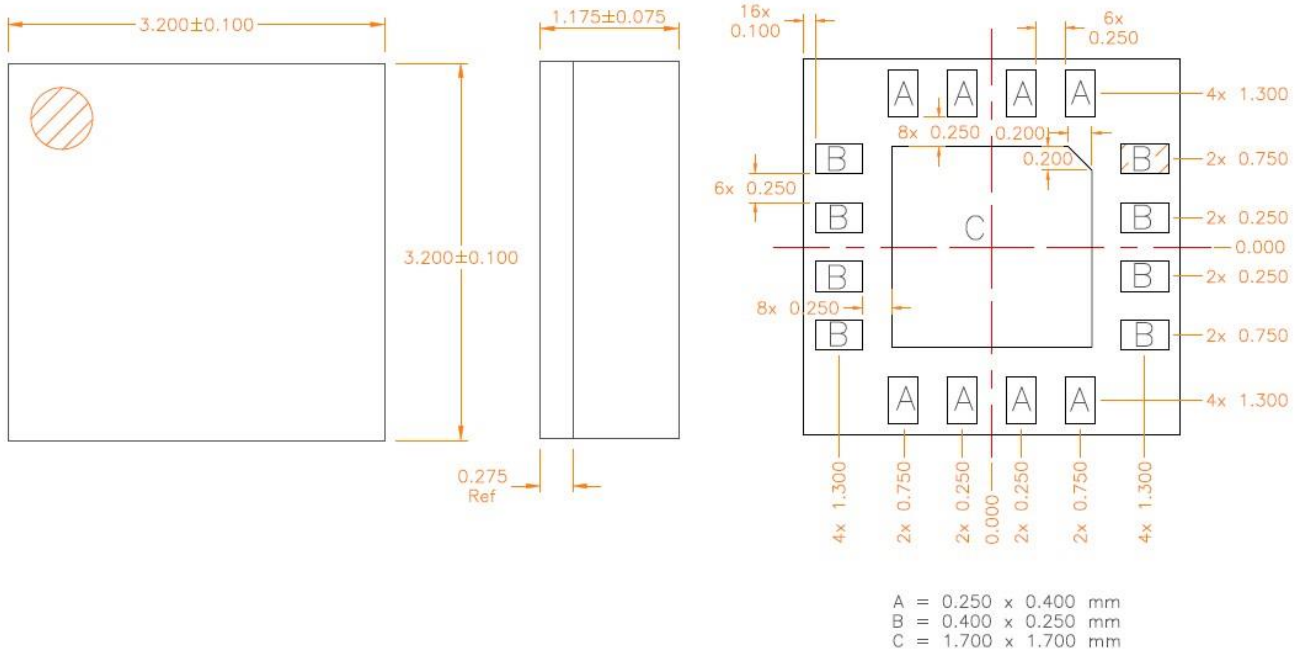 3.200±0.100
3.200±0.100
1.175±0.075
0.275
Ref
16x
0.100
6x
0.250
A A A A
4x 1.300
8x 0.250
0.200
0.200
B B
2x 0.750
6x 0.250
B B
2x 0.250
C
0.000
B B
2x 0.250
8x 0.250
B B
2x 0.750
A A A A
4x 1.300
4x 1.300
2x 0.750
2x 0.250
0.000
2x 0.250
2x 0.750
4x 1.300
A = 0.250 x 0.400 mm
B = 0.400 x 0.250 mm
C = 1.700 x 1.700 mm